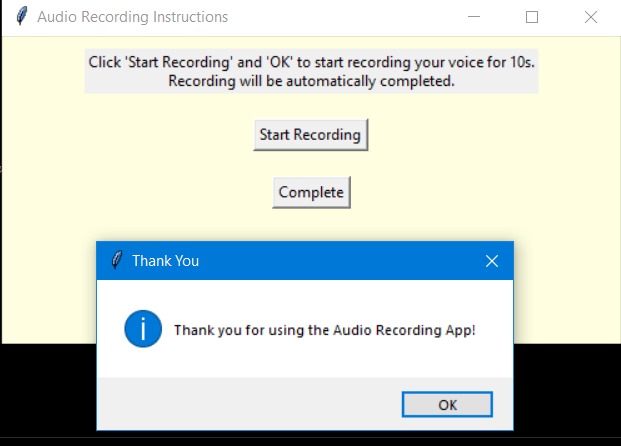 Audio Recording Instructions
Click 'Start Recording' and 'OK' to start recording your voice for 10s.
Recording will be automatically completed.
Start Recording
Complete
Thank You
Thank you for using the Audio Recording App!
OK